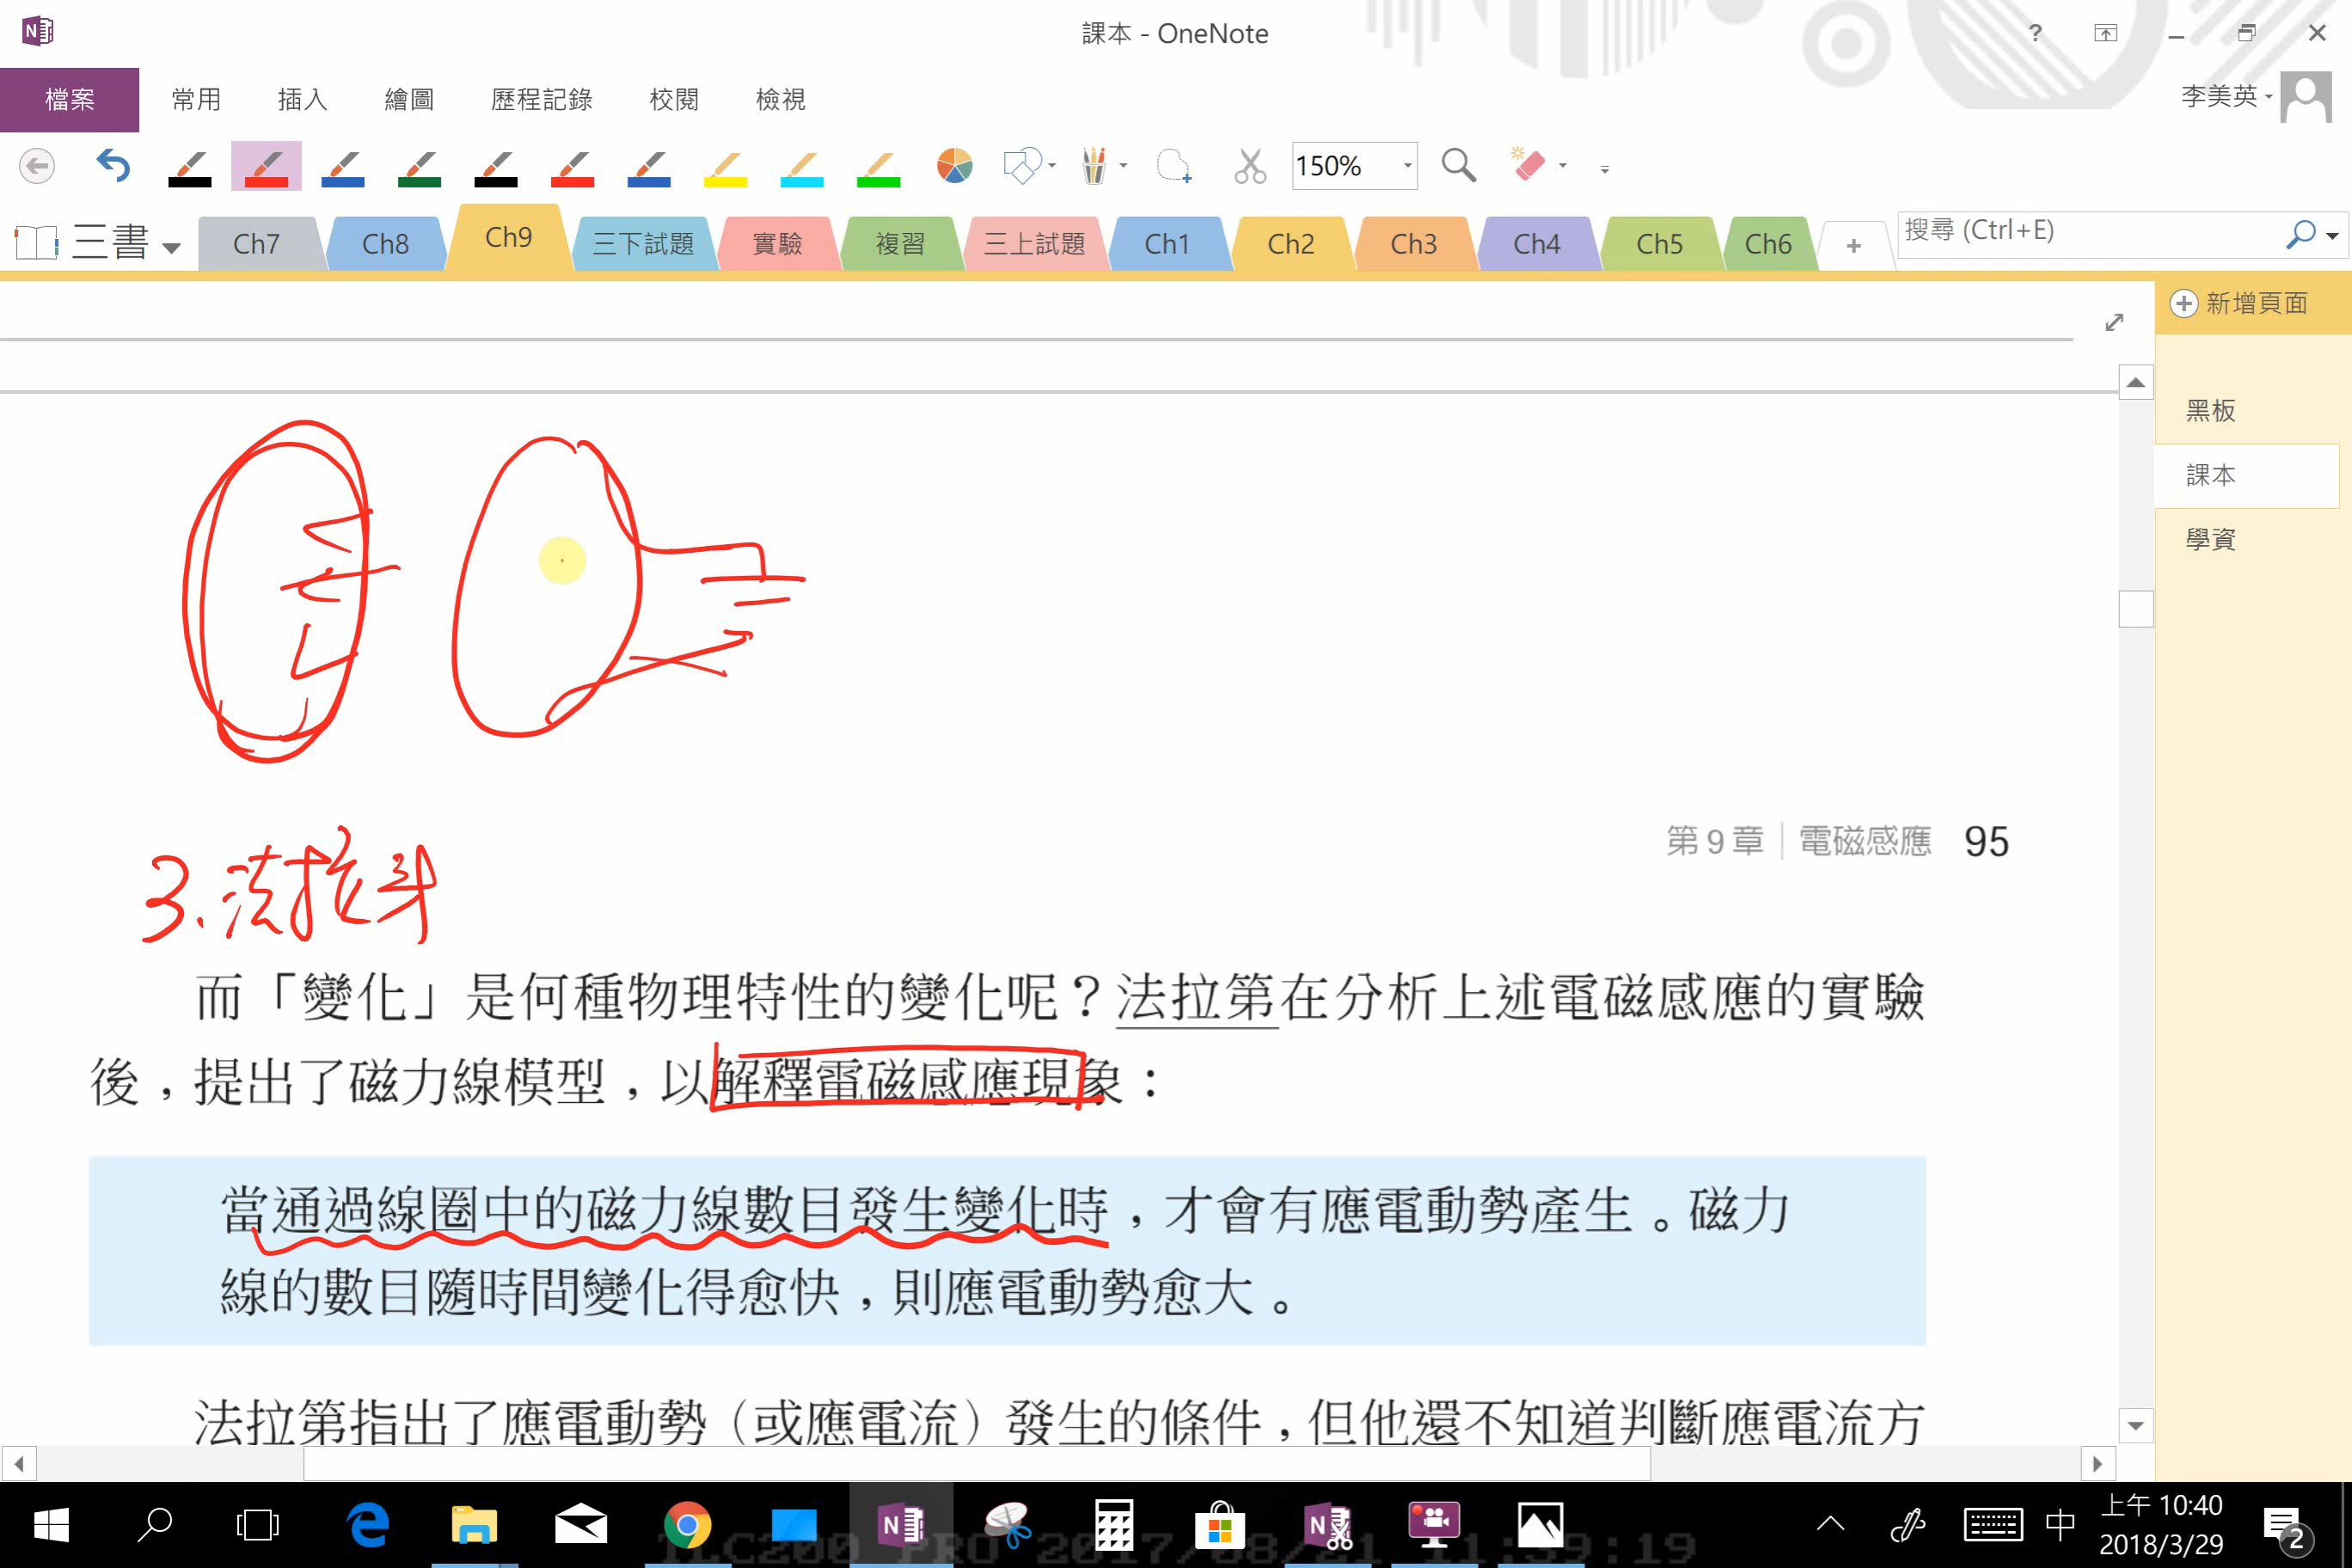 課本 - OneNote
?
檔案 常用 插入 繪圖 歷程記錄 校閱 檢視
李美英
150%
三書 Ch7 Ch8 Ch9 三下試題 實驗 複習 三上試題 Ch1 Ch2 Ch3 Ch4 Ch5 Ch6 +
搜尋 (Ctrl+E)
新增頁面
黑板
課本
學資
第 9 章 電磁感應 95
3. 法拉
而「變化」是何種物理特性的變化呢？法拉第在分析上述電磁感應的實驗
後，提出了磁力線模型，以解釋電磁感應現象：
當通過線圈中的磁力線數目發生變化時，才會有應電動勢產生。磁力
線的數目隨時間變化得愈快，則應電動勢愈大。
法拉第指出了應電動勢（或應電流）發生的條件，但他還不知道判斷應電流方
中
上午 10:40
2018/3/29
2
TLC200 PRO 2017/08/21 11:39:19